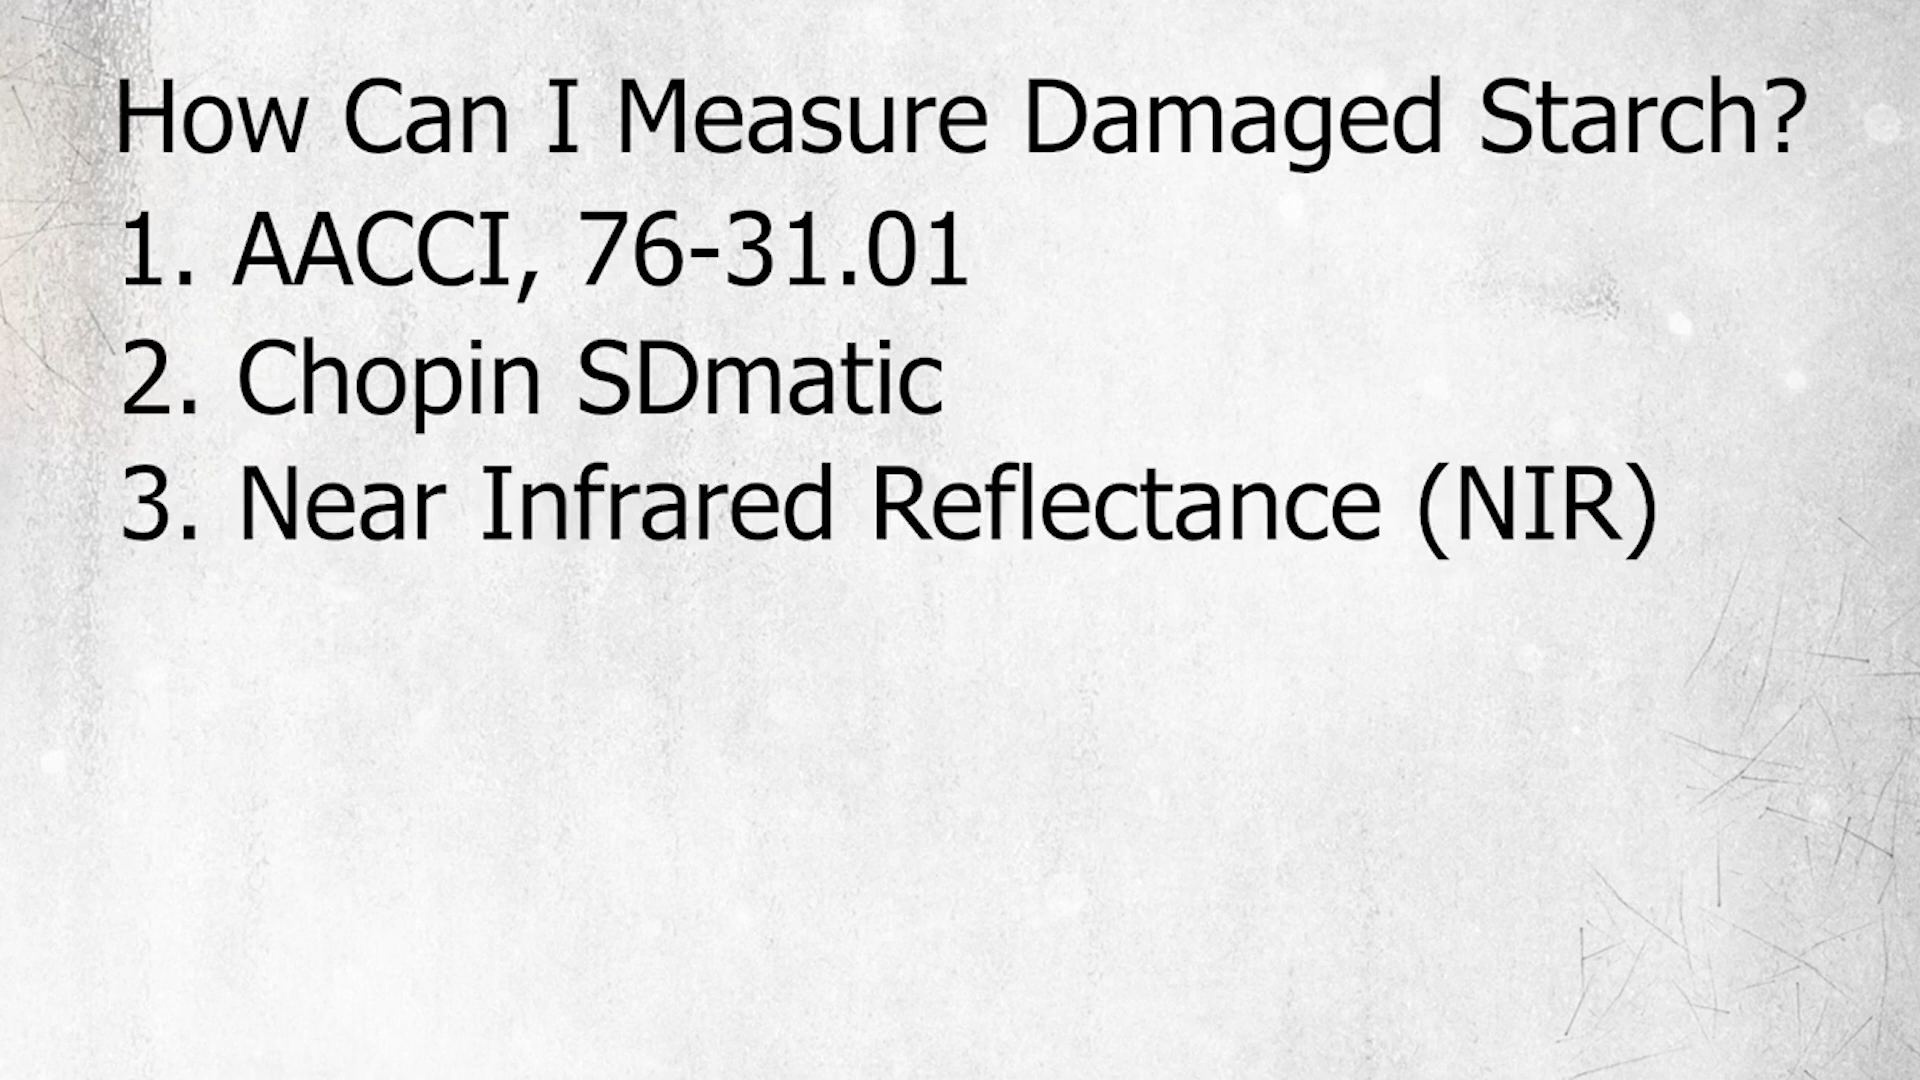 How Can I Measure Damaged Starch?
1. AACCI, 76-31.01
2. Chopin SDmatic
3. Near Infrared Reflectance (NIR)